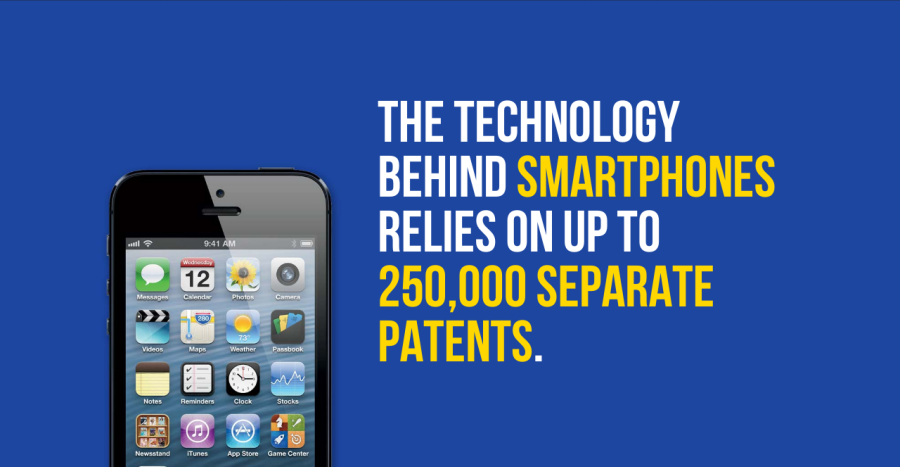 THE TECHNOLOGY
BEHIND SMARTPHONES
RELIES ON UP TO
250,000 SEPARATE
PATENTS.
9:41 AM
Wednesday
12
Messages Calendar Photos Camera
280
73°
Videos Maps Weather Passbook
Notes Reminders Clock Stocks
Newsstand iTunes App Store Game Center